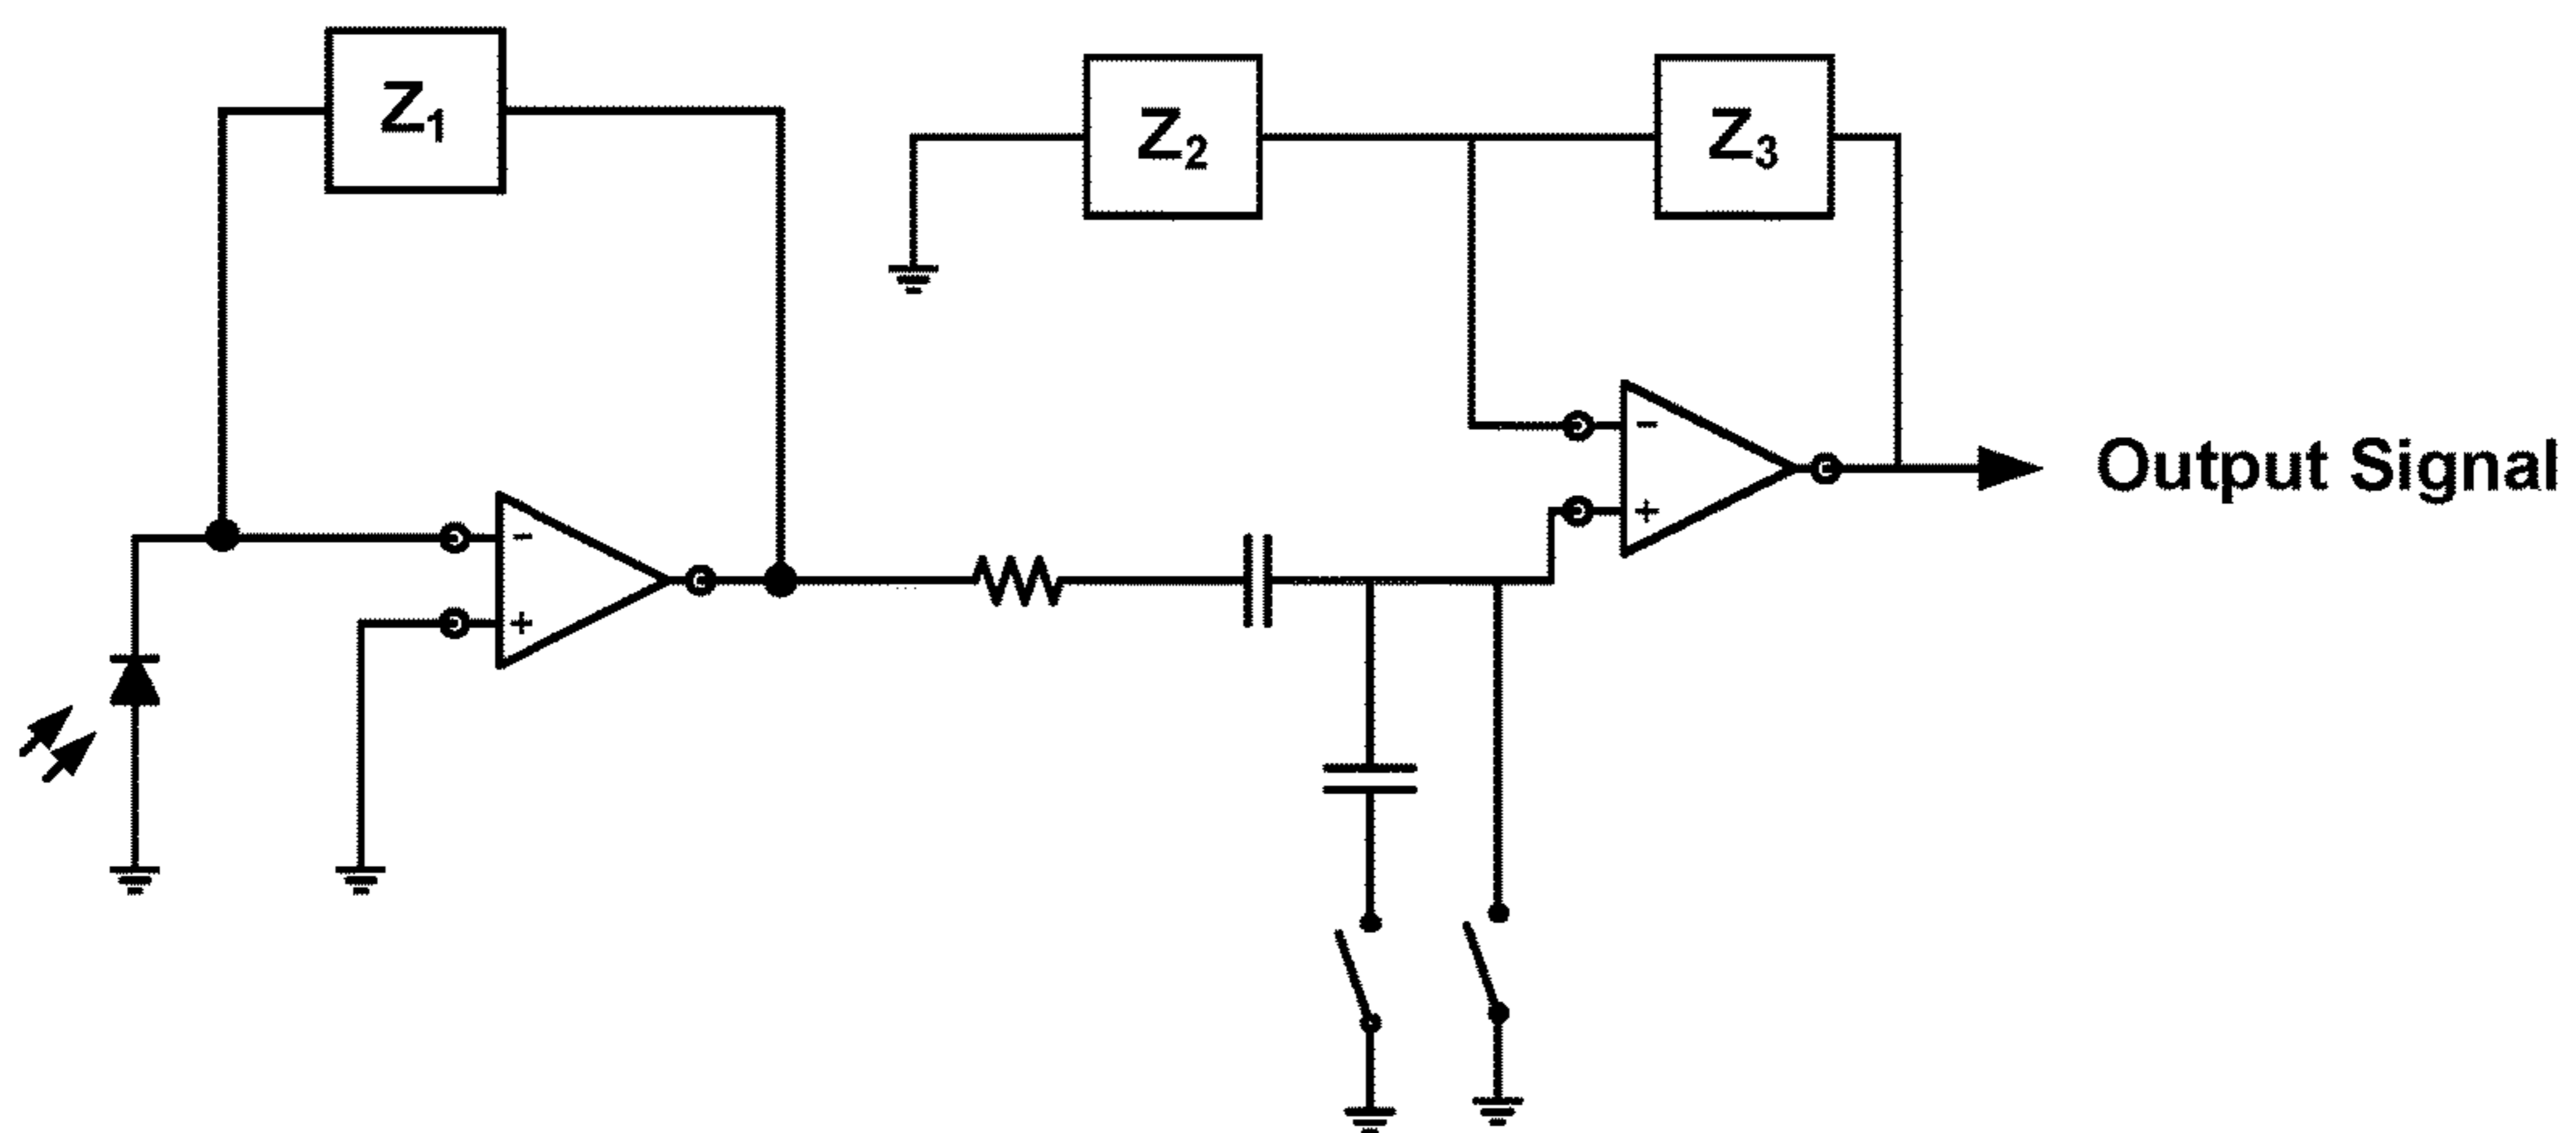 Z1
Z2
Z3
-
+
-
+
Output Signal